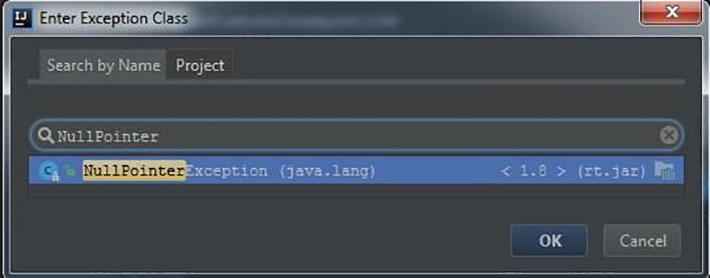 Enter Exception Class
Search by Name Project
NullPointer
NullPointerException (java.lang) < 1.8 > (rt.jar)
OK Cancel